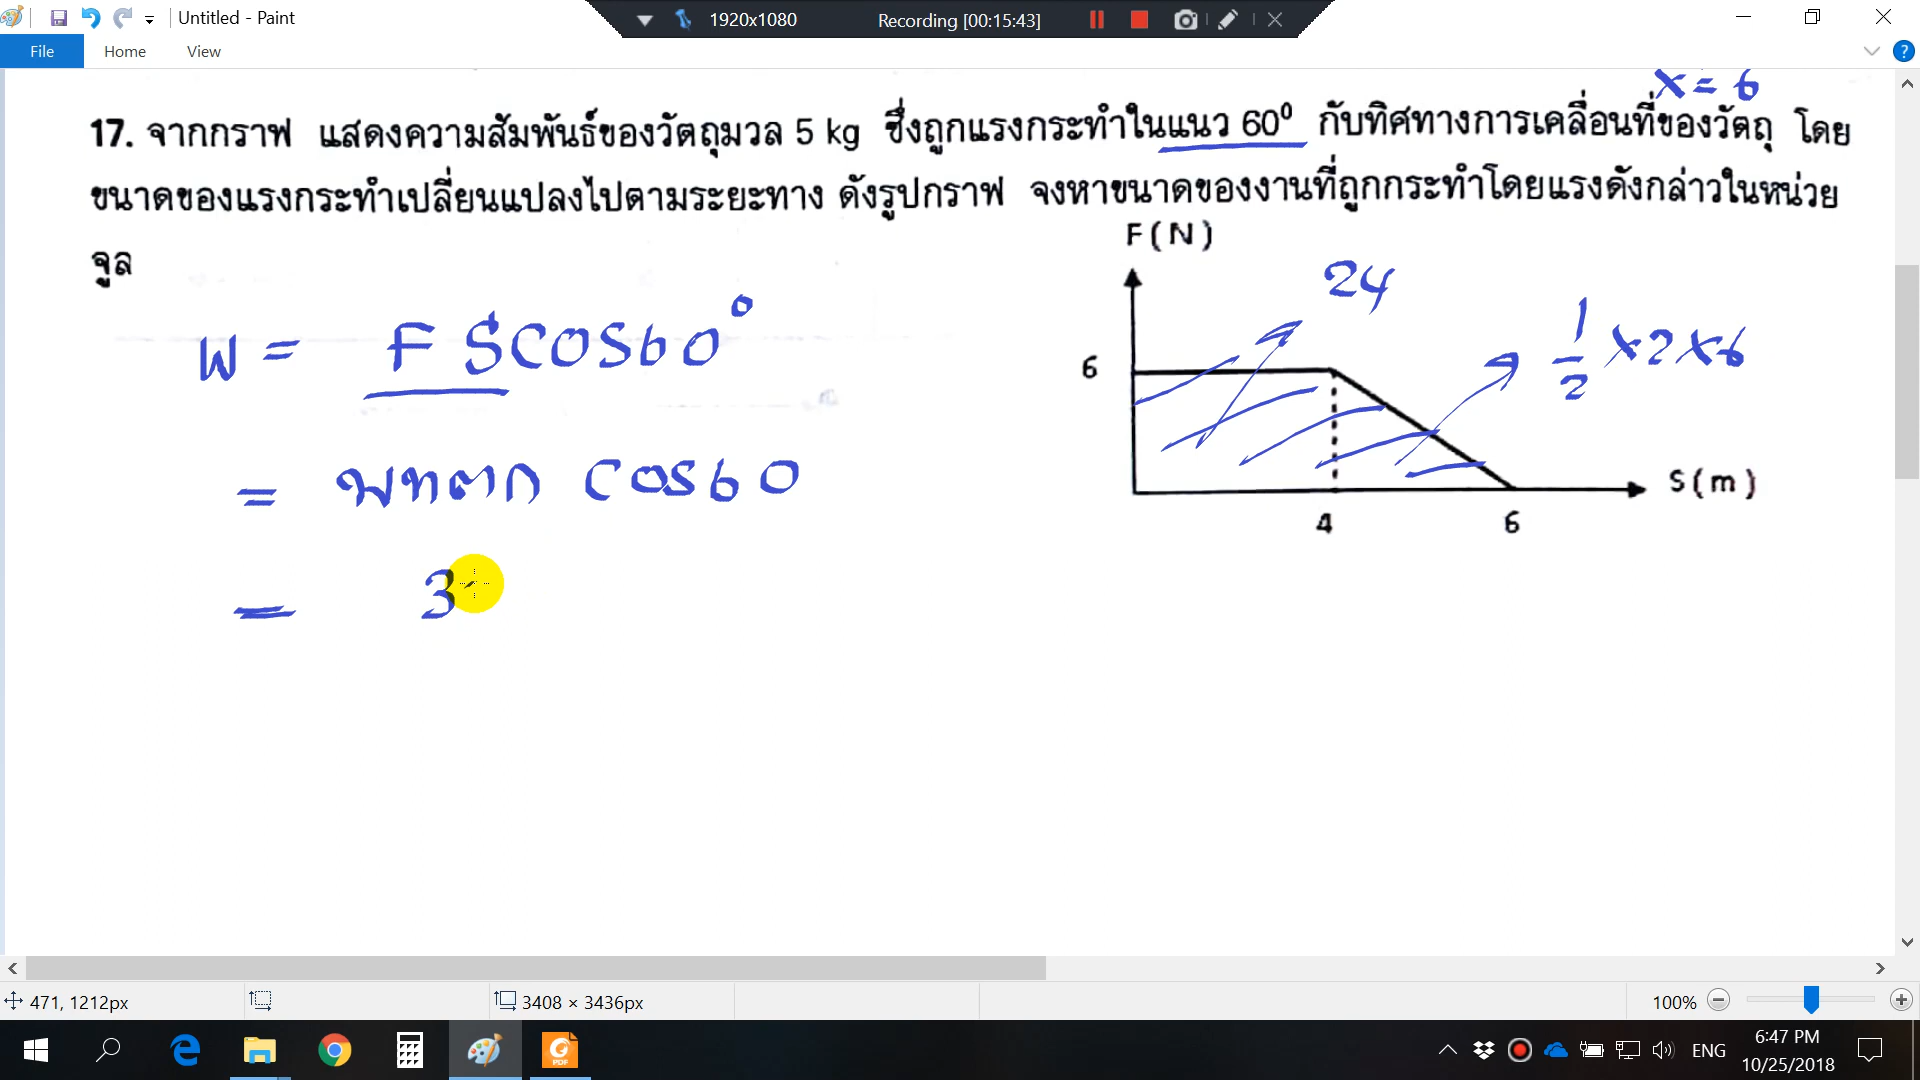 Untitled - Paint
1920x1080
Recording [00:15:43]
File
Home
View
x = 6
17. จากกราฟ แสดงความสัมพันธ์ของวัตถุมวล 5 kg ซึ่งถูกแรงกระทำในแนว 60⁰ กับทิศทางการเคลื่อนที่ของวัตถุ โดย
ขนาดของแรงกระทำเปลี่ยนแปลงไปตามระยะทาง ดังรูปกราฟ จงหาขนาดของงานที่ถูกกระทำโดยแรงดังกล่าวในหน่วย
จูล
F(N)
24
W = F S COS60°
6
1/2 x2x6
= พทตก COS60
S(m)
4
6
= 3
471, 1212px
3408 × 3436px
100%
PDF
ENG
6:47 PM
10/25/2018